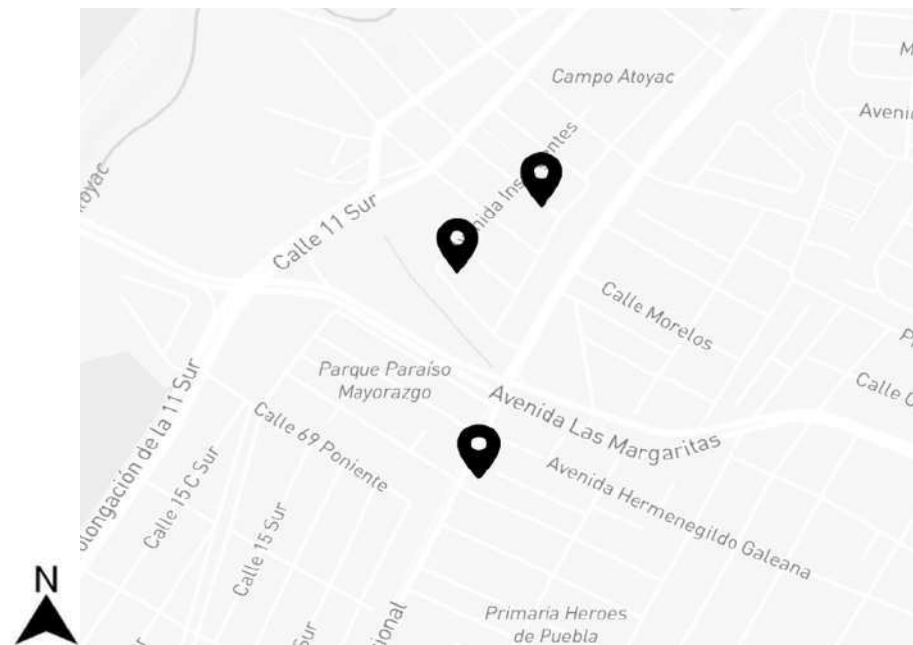 Campo Atoyac
Avenida
Calle 11 Sur
Calle Morelos
Parque Paraíso
Mayorazgo
Avenida Las Margaritas
Calle 69 Poniente
Calle 15 C Sur
Calle 15 Sur
Avenida Hermenegildo Galeana
Primaria Heroes
de Puebla
N